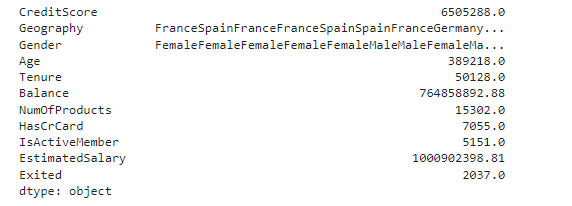 CreditScore 6505288.0
Geography FranceSpainFranceFranceSpainSpainFranceGermany...
Gender FemaleFemaleFemaleFemaleFemaleMaleMaleFemaleMa...
Age 389218.0
Tenure 50128.0
Balance 764858892.88
NumOfProducts 15302.0
HasCrCard 7055.0
IsActiveMember 5151.0
EstimatedSalary 1000902398.81
Exited 2037.0
dtype: object